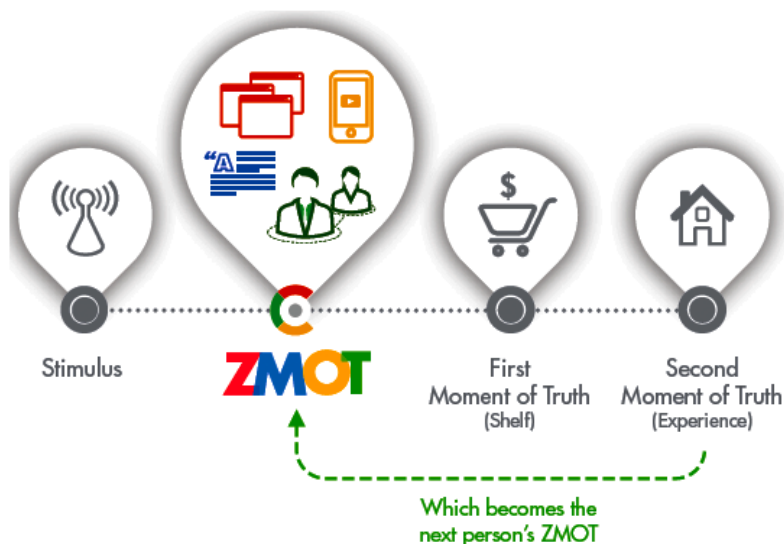 “A
$
Stimulus
ZMOT
First
Moment of Truth
(Shelf)
Second
Moment of Truth
(Experience)
Which becomes the
next person's ZMOT